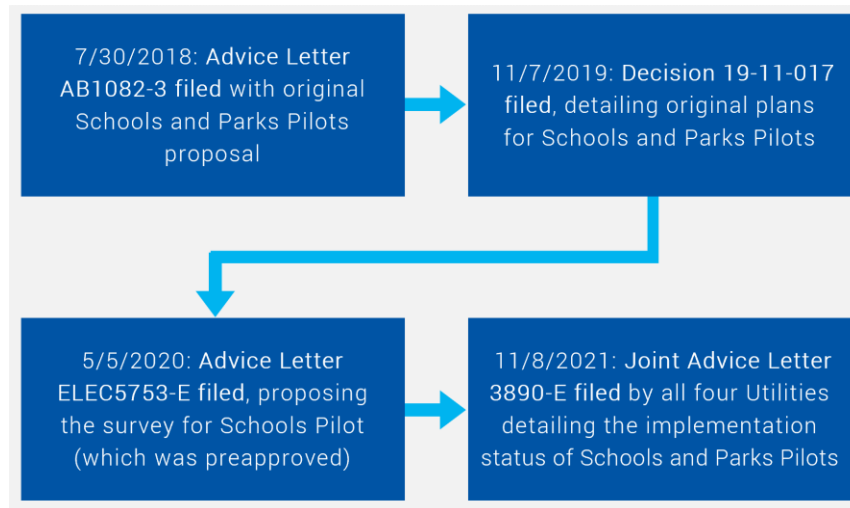 7/30/2018: Advice Letter
AB1082-3 filed with original
Schools and Parks Pilots
proposal
11/7/2019: Decision 19-11-017
filed, detailing original plans
for Schools and Parks Pilots
5/5/2020: Advice Letter
ELEC5753-E filed, proposing
the survey for Schools Pilot
(which was preapproved)
11/8/2021: Joint Advice Letter
3890-E filed by all four Utilities
detailing the implementation
status of Schools and Parks Pilots